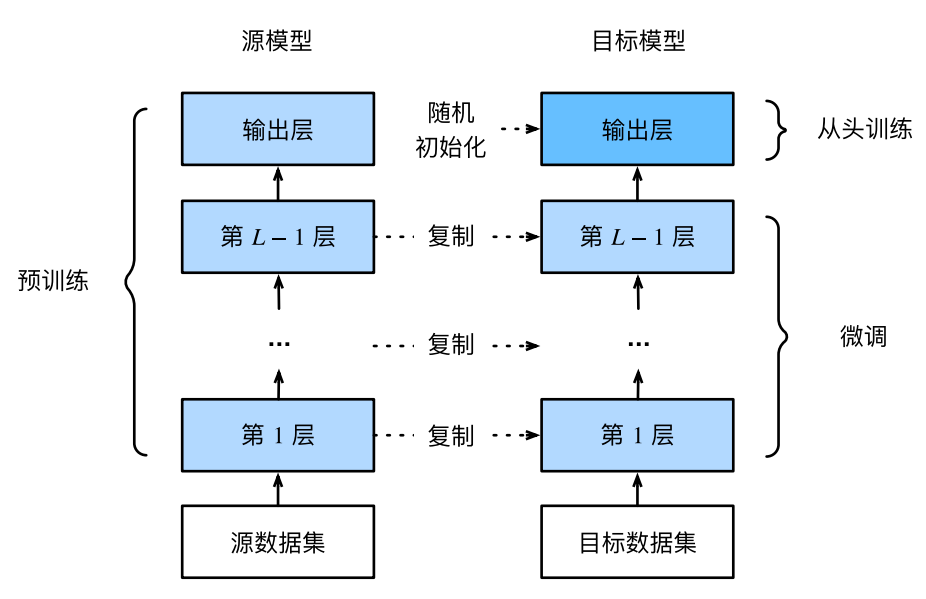 源模型
目标模型
输出层
随机
初始化
输出层
从头训练
第 L − 1 层
复制
第 L − 1 层
预训练
...
复制
...
微调
第 1 层
复制
第 1 层
源数据集
目标数据集